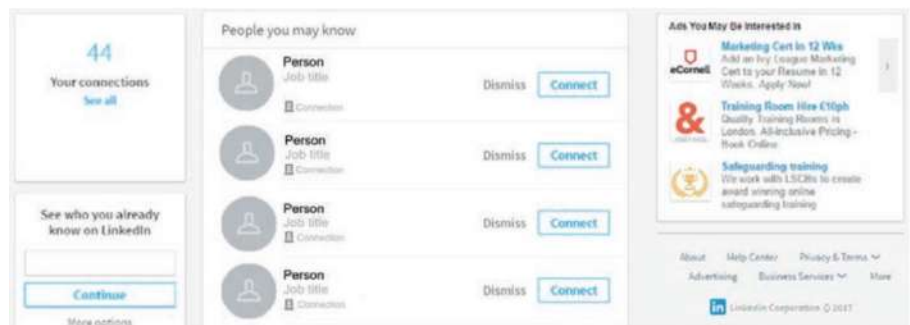 44
Your connections
See all
See who you already
know on LinkedIn
Continue
More options
People you may know
Person
Job title
Connection
Dismiss
Connect
Person
Job title
Connection
Dismiss
Connect
Person
Job title
Connection
Dismiss
Connect
Person
Job title
Connection
Dismiss
Connect
Ads You May Be Interested In
eCornell
Marketing Cert in 12 Wks
Add an Ivy League Marketing
Cert to your Resume in 12
Weeks. Apply Now!
&
Training Room Hire £10ph
Quality Training Rooms in
London. All-Inclusive Pricing -
Book Online
Safeguarding training
We work with LSCBs to create
award winning online
safeguarding training
About Help Center Privacy & Terms
Advertising Business Services More
in LinkedIn Corporation © 2017